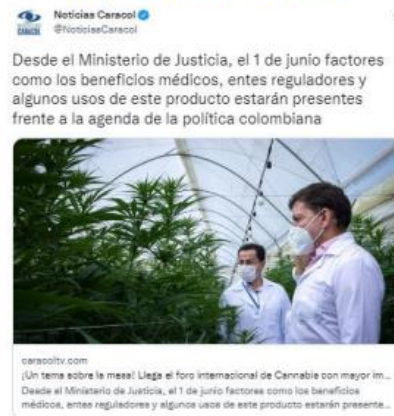 Noticias Caracol
@NoticiasCaracol
Desde el Ministerio de Justicia, el 1 de junio factores
como los beneficios médicos, entes reguladores y
algunos usos de este producto estarán presentes
frente a la agenda de la política colombiana
caracoltv.com
¡Un tema sobre la mesa! Llega el foro internacional de Cannabis con mayor im...
Desde el Ministerio de Justicia, el 1 de junio factores como los beneficios
médicos, entes reguladores y algunos usos de este producto estarán presente...